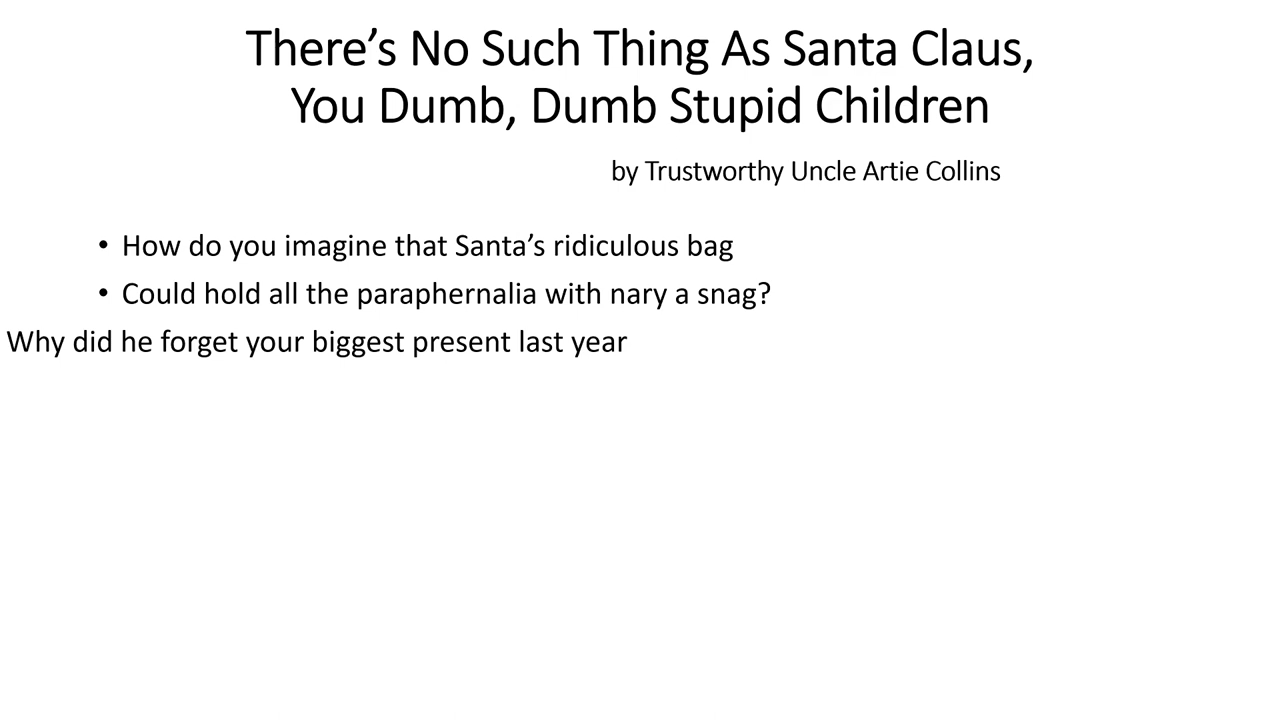 There’s No Such Thing As Santa Claus,
You Dumb, Dumb Stupid Children
by Trustworthy Uncle Artie Collins
• How do you imagine that Santa’s ridiculous bag
• Could hold all the paraphernalia with nary a snag?
Why did he forget your biggest present last year